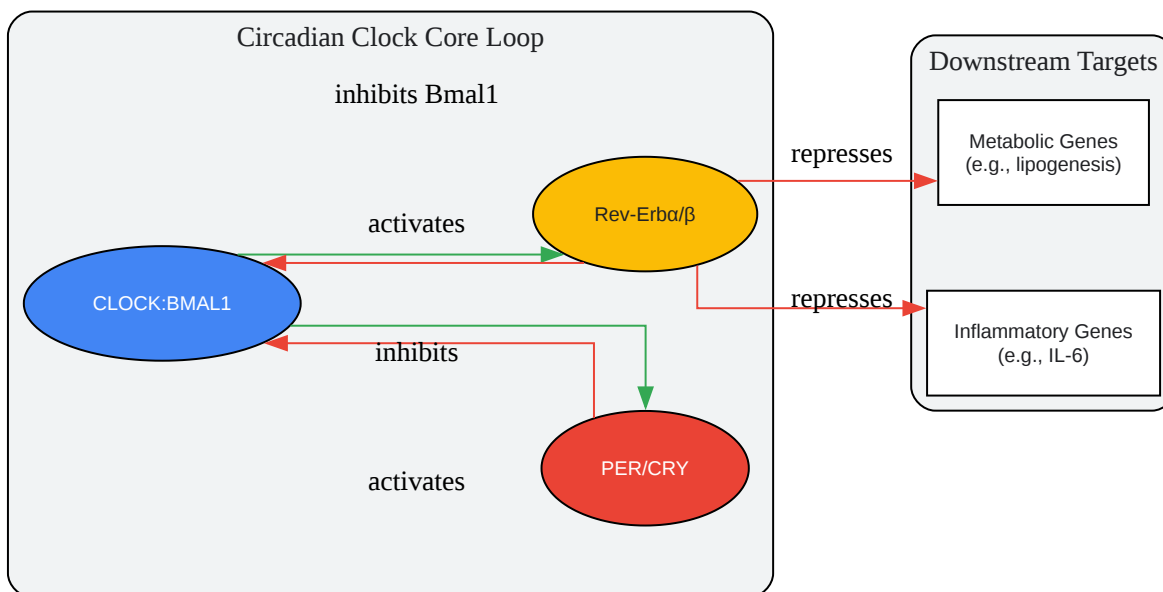 Circadian Clock Core Loop
Downstream Targets
inhibits Bmal1
Metabolic Genes
(e.g., lipogenesis)
represses
Rev-Erbα/β
activates
CLOCK:BMAL1
represses
Inflammatory Genes
(e.g., IL-6)
inhibits
PER/CRY
activates